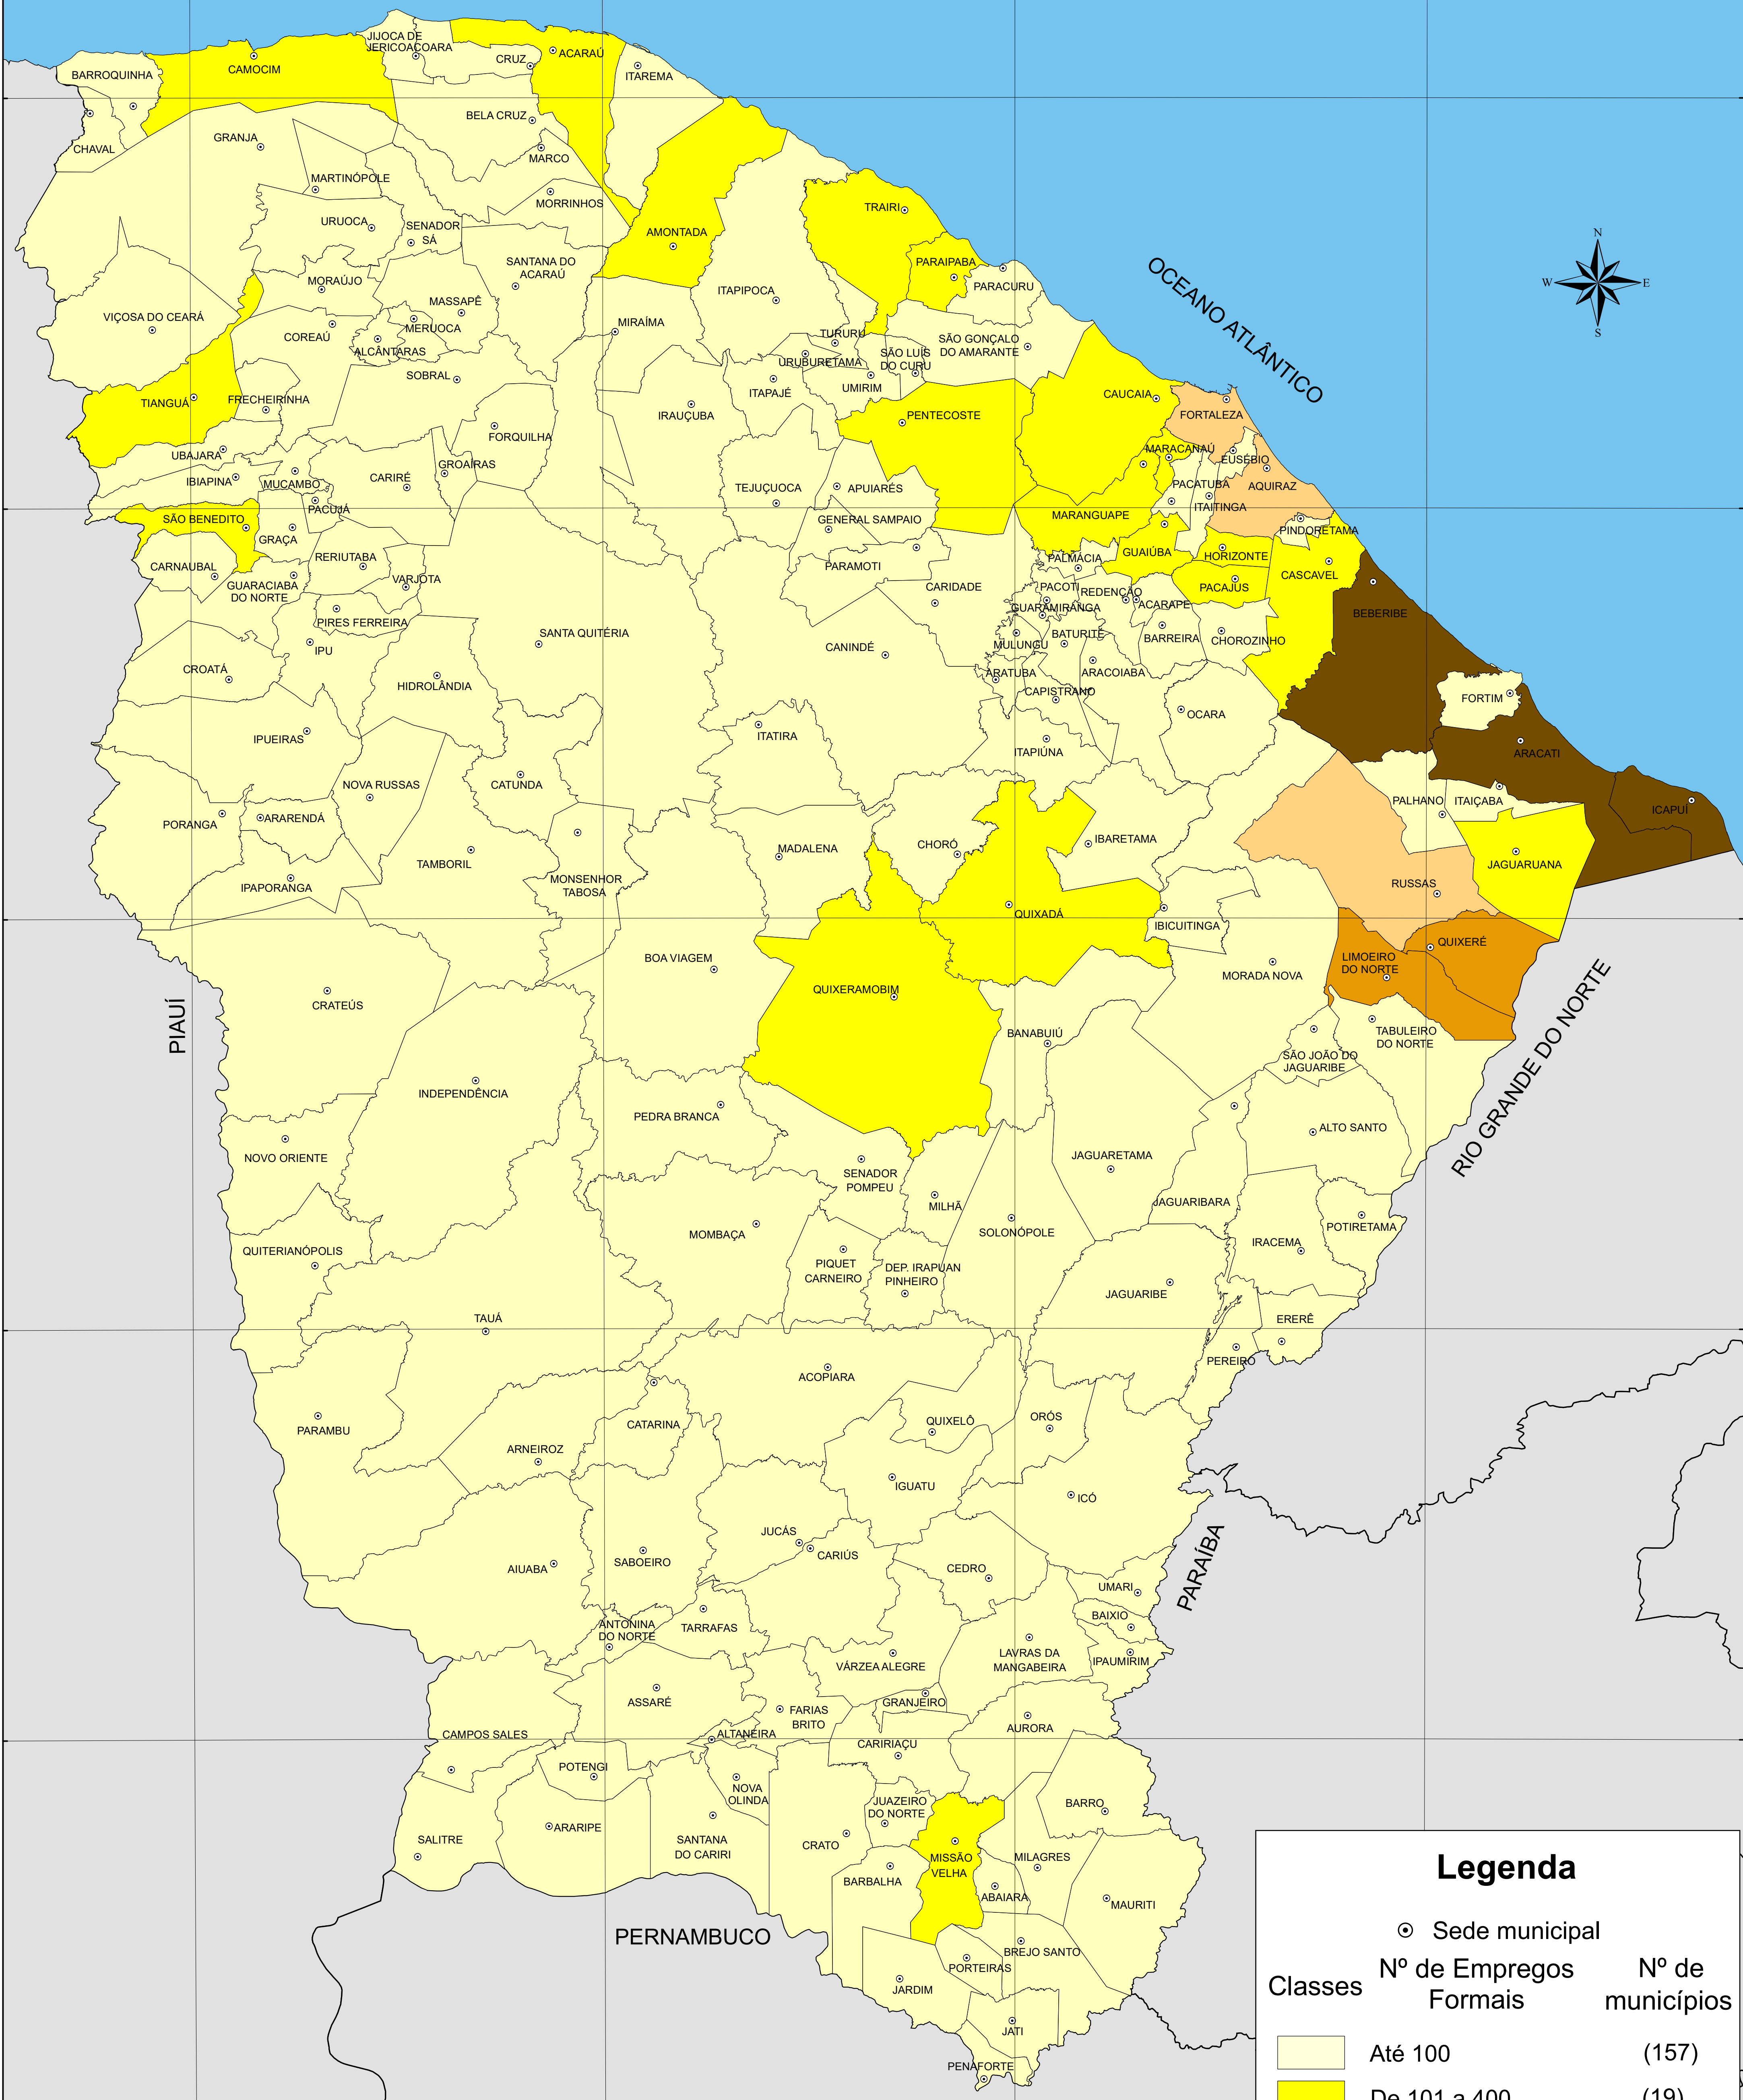 JIJOCA DE
JERICOACOARA
CRUZ
ACARAÚ
BARROQUINHA
CAMOCIM
ITAREMA
BELA CRUZ
CHAVAL
GRANJA
MARCO
MARTINÓPOLE
MORRINHOS
URUOCA
SENADOR
SÁ
AMONTADA
TRAIRI
N
W
E
S
OCEANO ATLÂNTICO
SANTANA DO
ACARAÚ
PARAIPABA
PARACURU
MORAÚJO
ITAPIPOCA
MASSAPÊ
VIÇOSA DO CEARÁ
MIRAÍMA
MERUOCA
COREAÚ
ALCÂNTARAS
TURURU
URUBURETAMA
SÃO LUÍS
DO CURU
SÃO GONÇALO
DO AMARANTE
SOBRAL
UMIRIM
ITAPAJÉ
CAUCAIA
TIANGUÁ
FRECHEIRINHA
IRAUÇUBA
PENTECOSTE
FORTALEZA
FORQUILHA
UBAJARA
MARACANAÚ
EUSÉBIO
GROAÍRAS
IBIAPINA
MUCAMBO
CARIRÉ
TEJUÇUOCA
APUIARÉS
PACATUBA
AQUIRAZ
PACUJÁ
ITAITINGA
SÃO BENEDITO
GENERAL SAMPAIO
MARANGUAPE
PINDORETAMA
GRAÇA
RERIUTABA
PALMÁCIA
GUAIÚBA
HORIZONTE
CARNAUBAL
PARAMOTI
CASCAVEL
GUARACIABA
DO NORTE
VARJOTA
CARIDADE
PACOTI
REDENÇÃO
PACAJUS
PIRES FERREIRA
GUARAMIRANGA
ACARAPE
BEBERIBE
SANTA QUITÉRIA
BATURITÉ
BARREIRA
CHOROZINHO
IPU
CANINDÉ
MULUNGU
CROATÁ
ARATUBA
ARACOIABA
HIDROLÂNDIA
CAPISTRANO
FORTIM
OCARA
IPUEIRAS
ITATIRA
ITAPIÚNA
ARACATI
NOVA RUSSAS
CATUNDA
PALHANO
ITAIÇABA
ICAPUÍ
PORANGA
ARARENDÁ
IBARETAMA
CHORÓ
MADALENA
TAMBORIL
JAGUARUANA
IPAPORANGA
MONSENHOR
TABOSA
RUSSAS
QUIXADÁ
IBICUITINGA
QUIXERÉ
BOA VIAGEM
LIMOEIRO
DO NORTE
MORADA NOVA
QUIXERAMOBIM
CRATEÚS
PIAUÍ
BANABUIÚ
TABULEIRO
DO NORTE
SÃO JOÃO DO
JAGUARIBE
RIO GRANDE DO NORTE
INDEPENDÊNCIA
PEDRA BRANCA
ALTO SANTO
NOVO ORIENTE
JAGUARETAMA
SENADOR
POMPEU
MILHÃ
JAGUARIBARA
POTIRETAMA
MOMBAÇA
SOLONÓPOLE
IRACEMA
QUITERIANÓPOLIS
PIQUET
CARNEIRO
DEP. IRAPUAN
PINHEIRO
JAGUARIBE
TAUÁ
ERERÊ
PEREIRO
ACOPIARA
CATARINA
QUIXELÔ
ORÓS
PARAMBU
ARNEIROZ
IGUATU
ICÓ
JUCÁS
CARIÚS
PARAÍBA
SABOEIRO
AIUABA
CEDRO
UMARI
BAIXIO
ANTONINA
DO NORTE
TARRAFAS
LAVRAS DA
MANGABEIRA
IPAUMIRIM
VÁRZEA ALEGRE
ASSARÉ
GRANJEIRO
FARIAS
BRITO
AURORA
CAMPOS SALES
ALTANEIRA
CARIRIAÇU
POTENGI
NOVA
OLINDA
JUAZEIRO
DO NORTE
BARRO
ARARIPE
SALITRE
SANTANA
DO CARIRI
CRATO
MISSÃO
VELHA
MILAGRES
BARBALHA
ABAIARA
MAURITI
PERNAMBUCO
BREJO SANTO
PORTEIRAS
JARDIM
JATI
PENAFORTE
Legenda
Sede municipal
Classes
Nº de Empregos
Formais
Nº de
municípios
Até 100
(157)
De 101 a 400
(19)